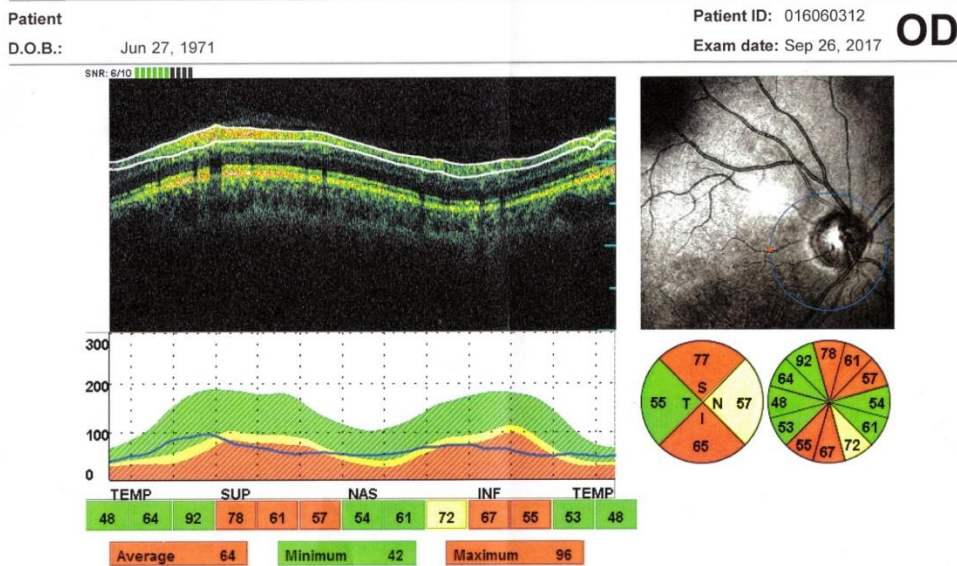 Patient
Patient ID: 016060312
OD
D.O.B.: Jun 27, 1971
Exam date: Sep 26, 2017
SNR: 6/10
300
200
100
0
TEMP SUP NAS INF TEMP
48 64 92 78 61 57 54 61 72 67 55 53 48
Average 64 Minimum 42 Maximum 96
77
S
55 T N 57
I
65
92 78 61
64 57
48 54
53 61
55 67 72